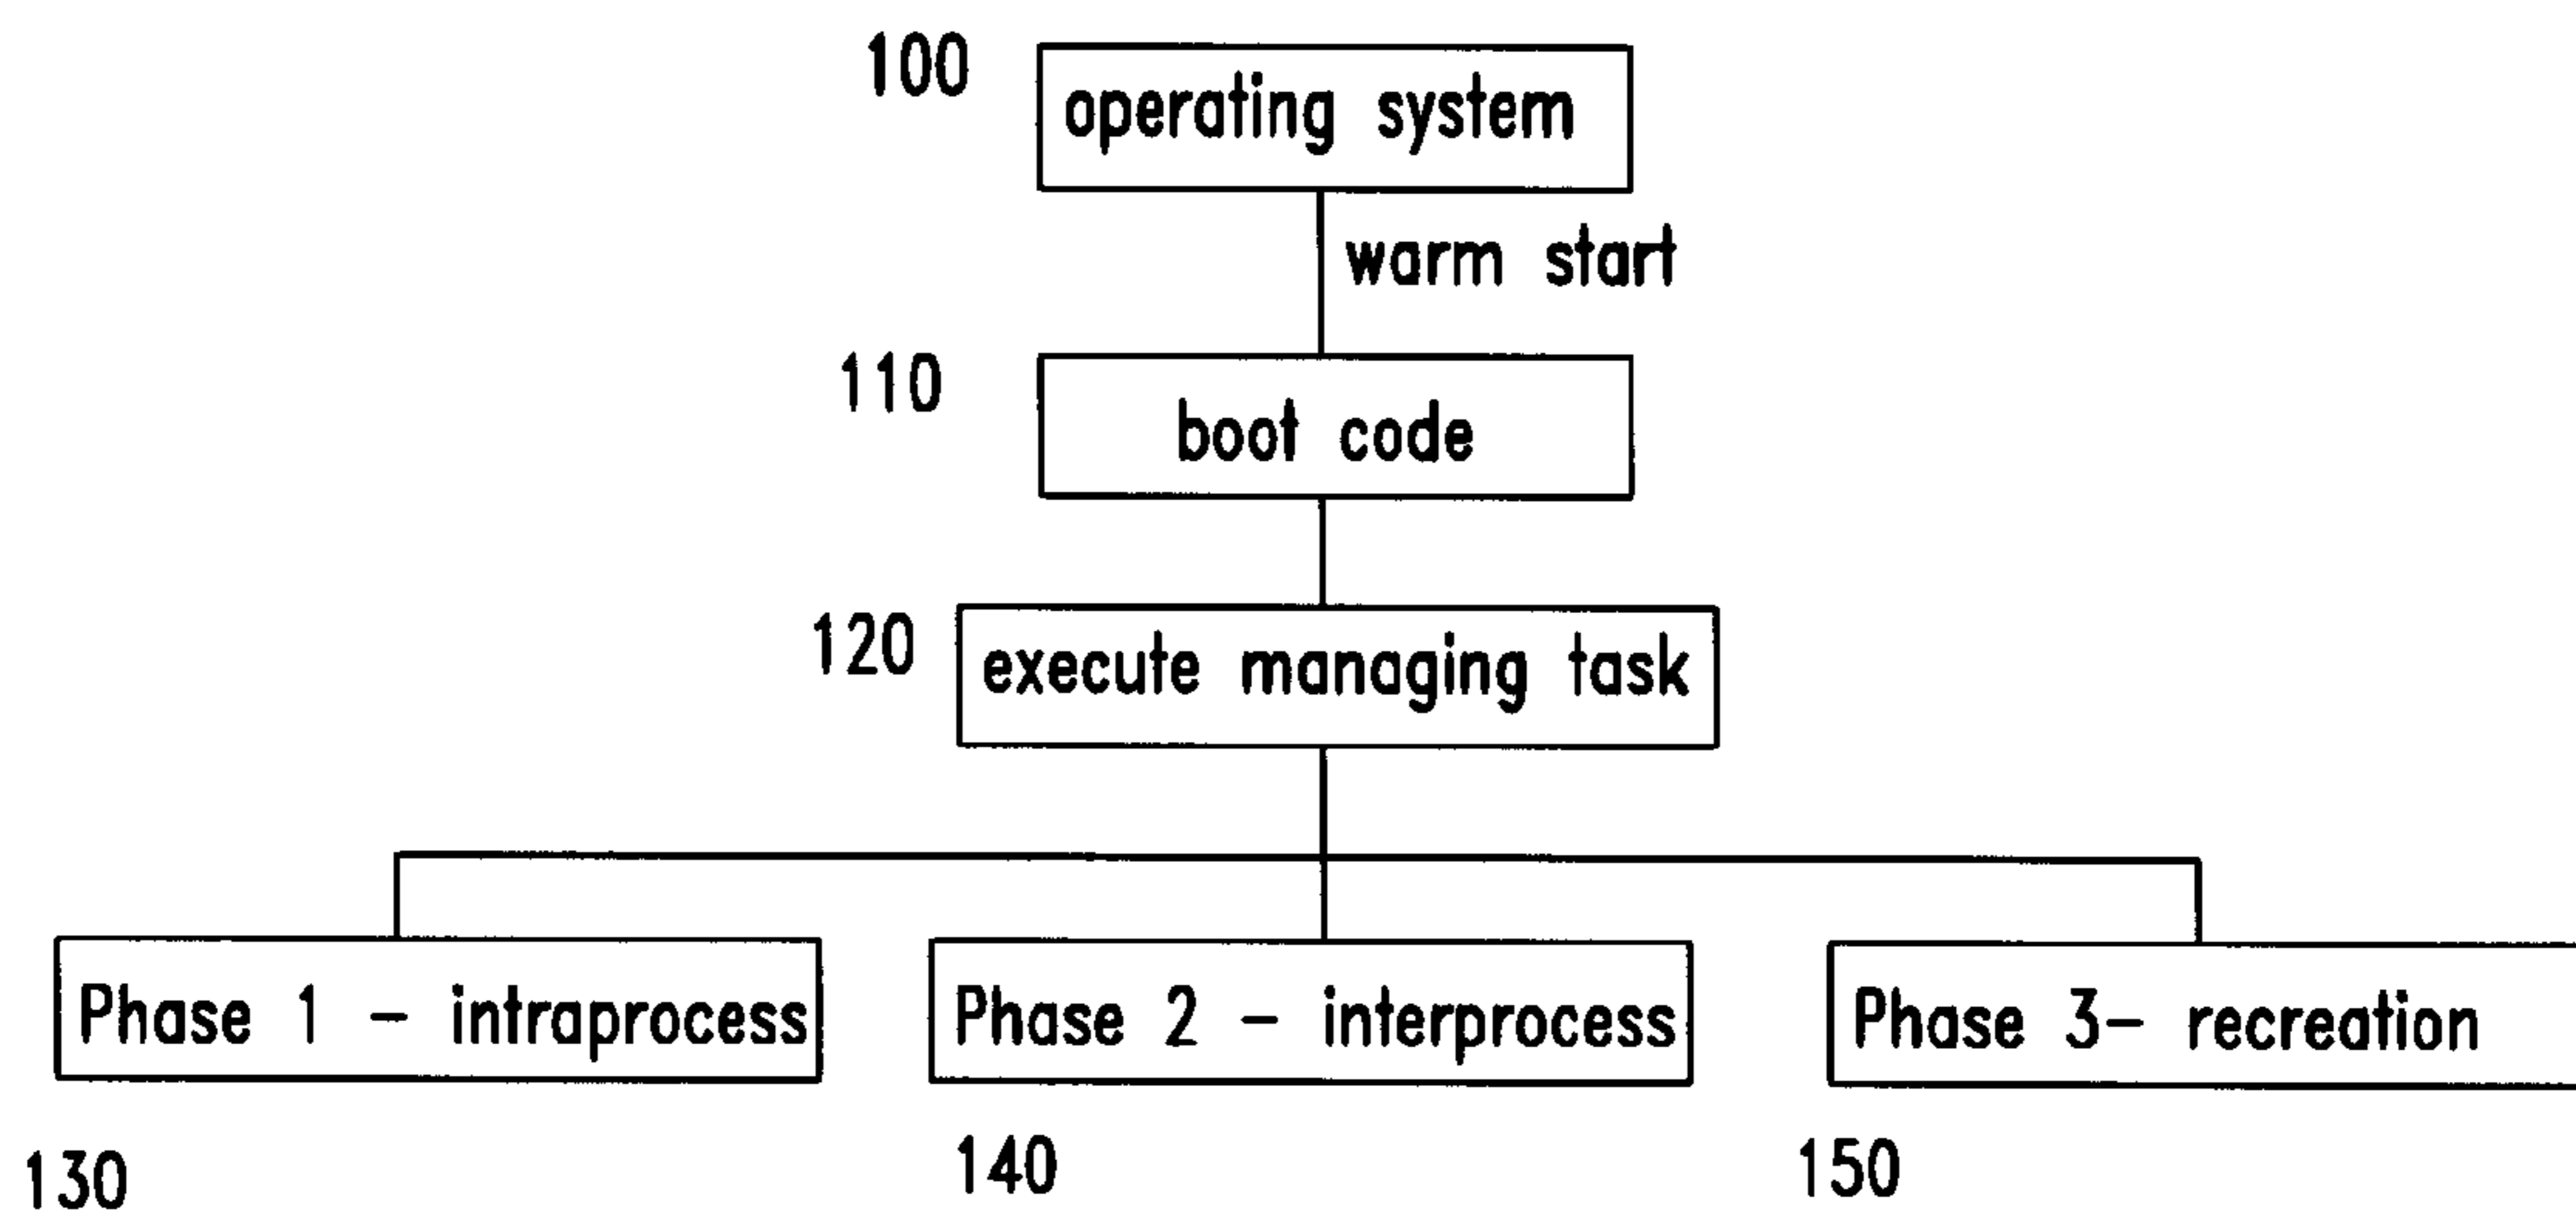 100
operating system
warm start
110
boot code
120
execute managing task
Phase 1 - intraprocess
Phase 2 - interprocess
Phase 3- recreation
130
140
150